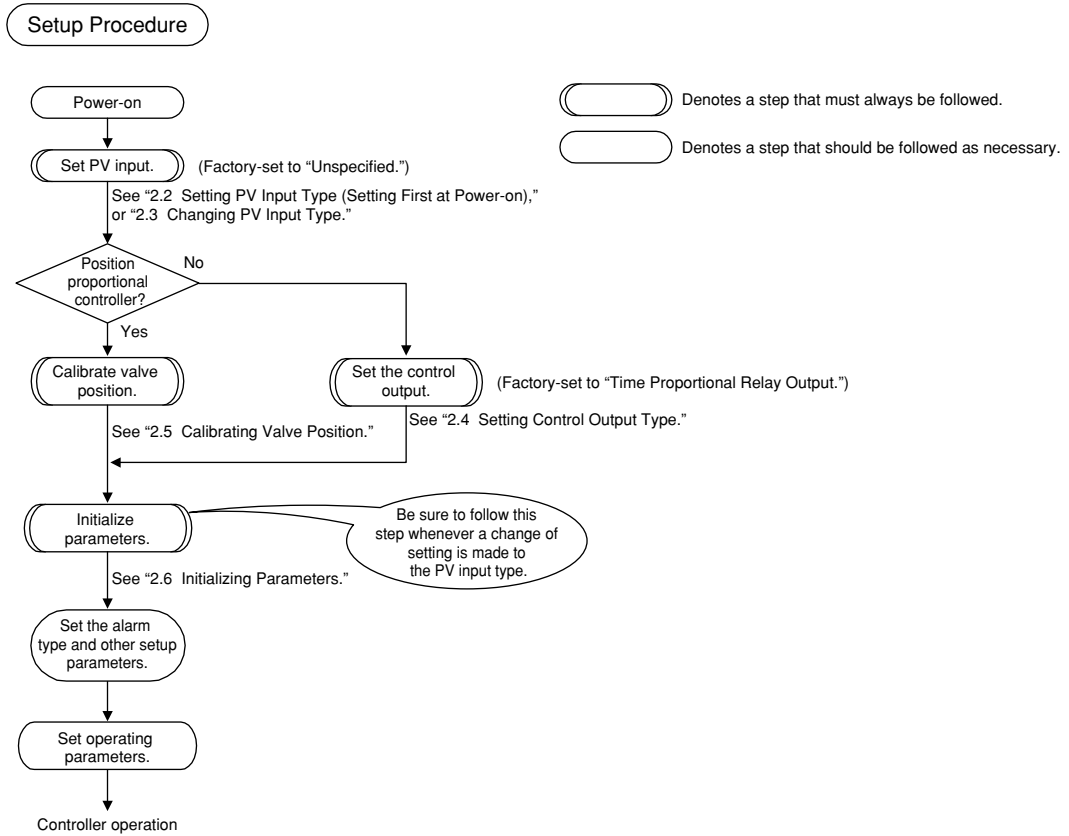 Setup Procedure
Power-on
Denotes a step that must always be followed.
Set PV input.
(Factory-set to “Unspecified.”)
Denotes a step that should be followed as necessary.
See “2.2 Setting PV Input Type (Setting First at Power-on),”
or “2.3 Changing PV Input Type.”
Position
proportional
controller?
No
Yes
Calibrate valve
position.
Set the control
output.
(Factory-set to “Time Proportional Relay Output.”)
See “2.4 Setting Control Output Type.”
See “2.5 Calibrating Valve Position.”
Initialize
parameters.
Be sure to follow this
step whenever a change of
setting is made to
the PV input type.
See “2.6 Initializing Parameters.”
Set the alarm
type and other setup
parameters.
Set operating
parameters.
Controller operation